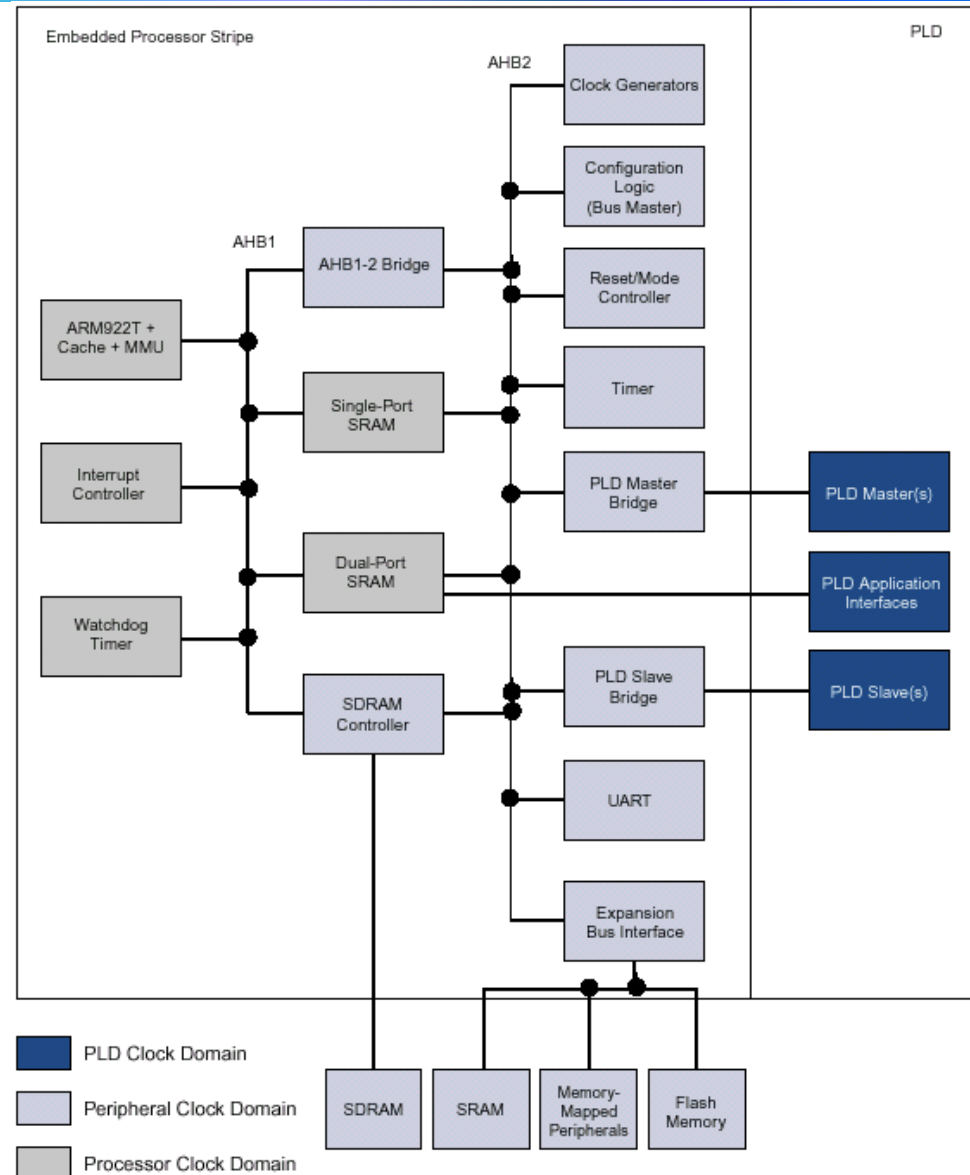 Embedded Processor Stripe
PLD
AHB2
Clock Generators
Configuration
Logic
(Bus Master)
AHB1
AHB1-2 Bridge
Reset/Mode
Controller
ARM922T +
Cache + MMU
Timer
Single-Port
SRAM
Interrupt
Controller
PLD Master
Bridge
PLD Master(s)
Dual-Port
SRAM
PLD Application
Interfaces
Watchdog
Timer
SDRAM
Controller
PLD Slave
Bridge
PLD Slave(s)
UART
Expansion
Bus Interface
PLD Clock Domain
Peripheral Clock Domain
Processor Clock Domain
SDRAM
SRAM
Memory-
Mapped
Peripherals
Flash
Memory